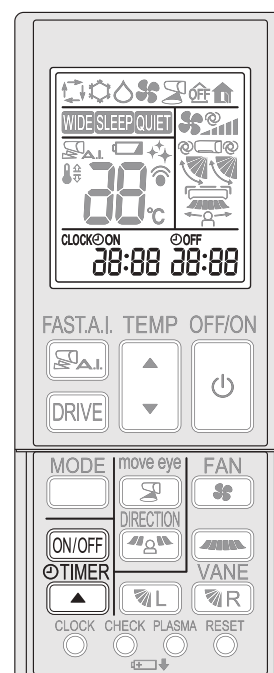 OFF
WIDE SLEEP QUIET
A.I.
88
°C
CLOCK ON OFF
88:88 88:88
FAST.A.I. TEMP OFF/ON
A.I.
DRIVE
MODE move eye FAN
DIRECTION
ON/OFF
TIMER VANE
L R
CLOCK CHECK PLASMA RESET